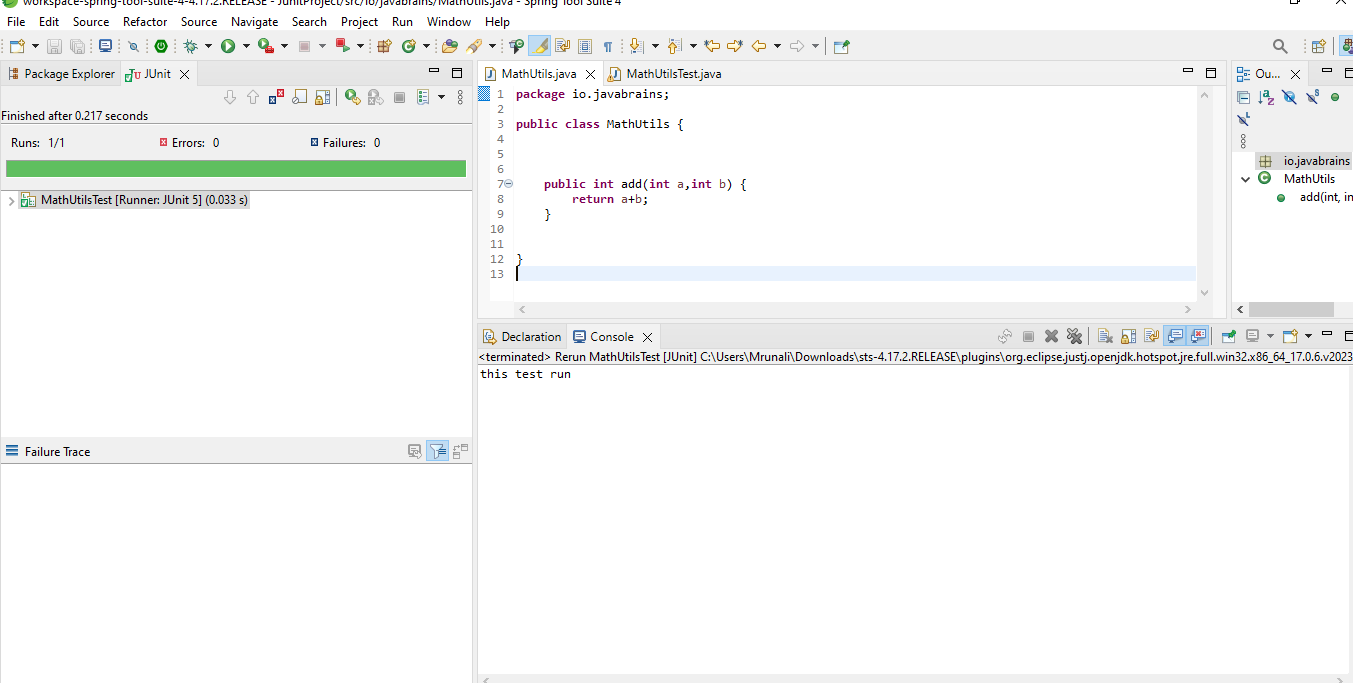 workspace-spring-tool-suite-4-4.17.2.RELEASE - JunitProject/src/io/javabrains/MathUtils.java - Spring Tool Suite 4
File Edit Source Refactor Source Navigate Search Project Run Window Help
Package Explorer JUnit
Finished after 0.217 seconds
Runs: 1/1 Errors: 0 Failures: 0
MathUtilsTest [Runner: JUnit 5] (0.033 s)
Failure Trace
MathUtils.java MathUtilsTest.java
1 package io.javabrains;
2
3 public class MathUtils {
4
5
6
7 public int add(int a,int b) {
8 return a+b;
9 }
10
11
12 }
13
Ou...
io.javabrains
MathUtils
add(int, in
Declaration Console
<terminated> Rerun MathUtilsTest [JUnit] C:\Users\Mrunali\Downloads\sts-4.17.2.RELEASE\plugins\org.eclipse.justj.openjdk.hotspot.jre.full.win32.x86_64_17.0.6.v2023
this test run